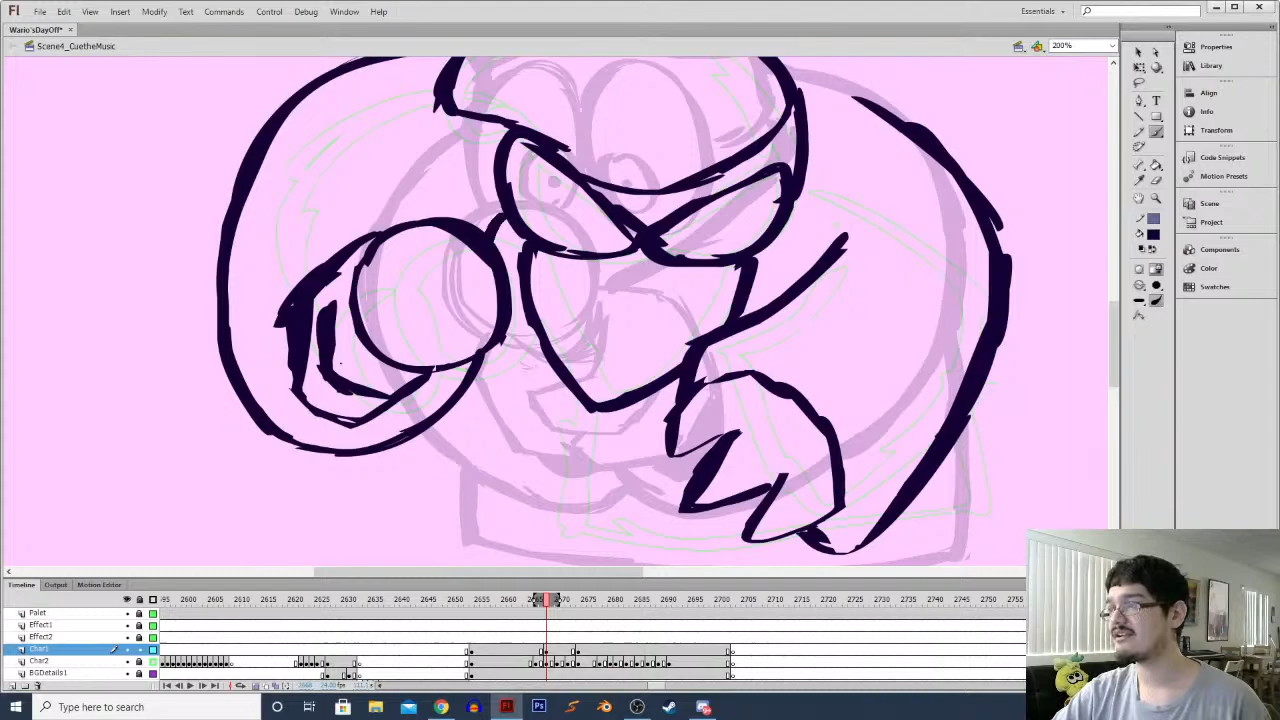 Fl File Edit View Insert Modify Text Commands Control Debug Window Help Essentials
Wario'sDayOff* ×
Scene4_CuetheMusic 200%
Properties
Library
Align
Info
Transform
Code Snippets
Motion Presets
Scene
Project
Components
Color
Swatches
Timeline Output Motion Editor
2600 2605 2610 2615 2620 2625 2630 2635 2640 2645 2650 2655 2660 2670 2675 2680 2685 2690 2695 2700 2705 2710 2715 2720 2725 2730 2735 2740 2745 2750 2755
Palet
Effect1
Effect2
Char1
Char2
BGDetails1
Type here to search